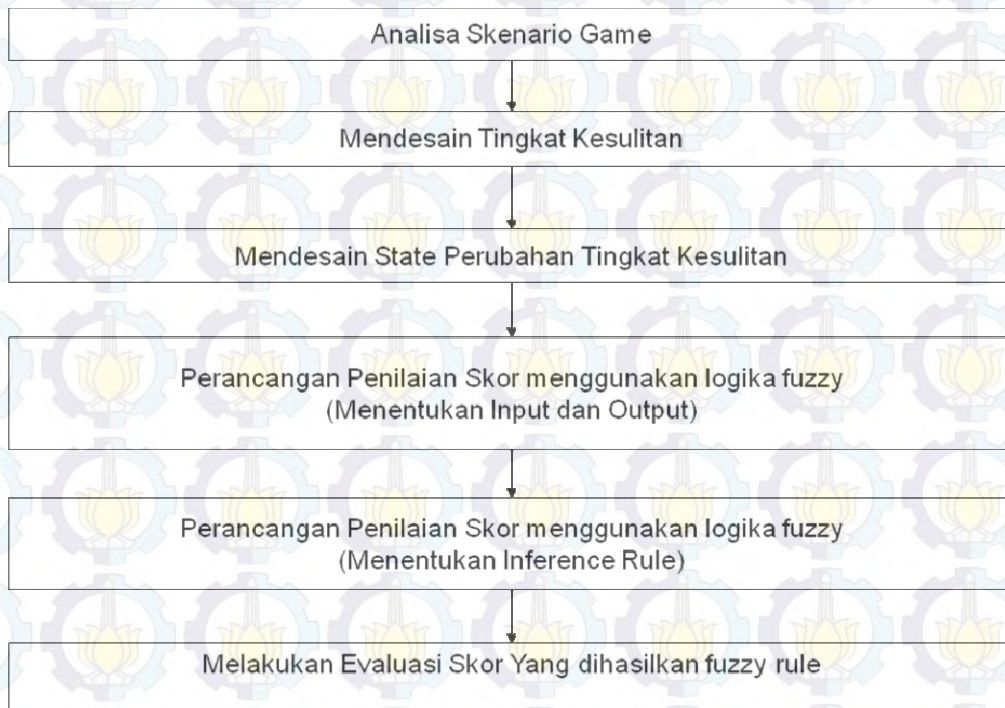 Analisa Skenario Game
Mendesain Tingkat Kesulitan
Mendesain State Perubahan Tingkat Kesulitan
Perancangan Penilaian Skor menggunakan logika fuzzy
(Menentukan Input dan Output)
Perancangan Penilaian Skor menggunakan logika fuzzy
(Menentukan Inference Rule)
Melakukan Evaluasi Skor Yang dihasilkan fuzzy rule